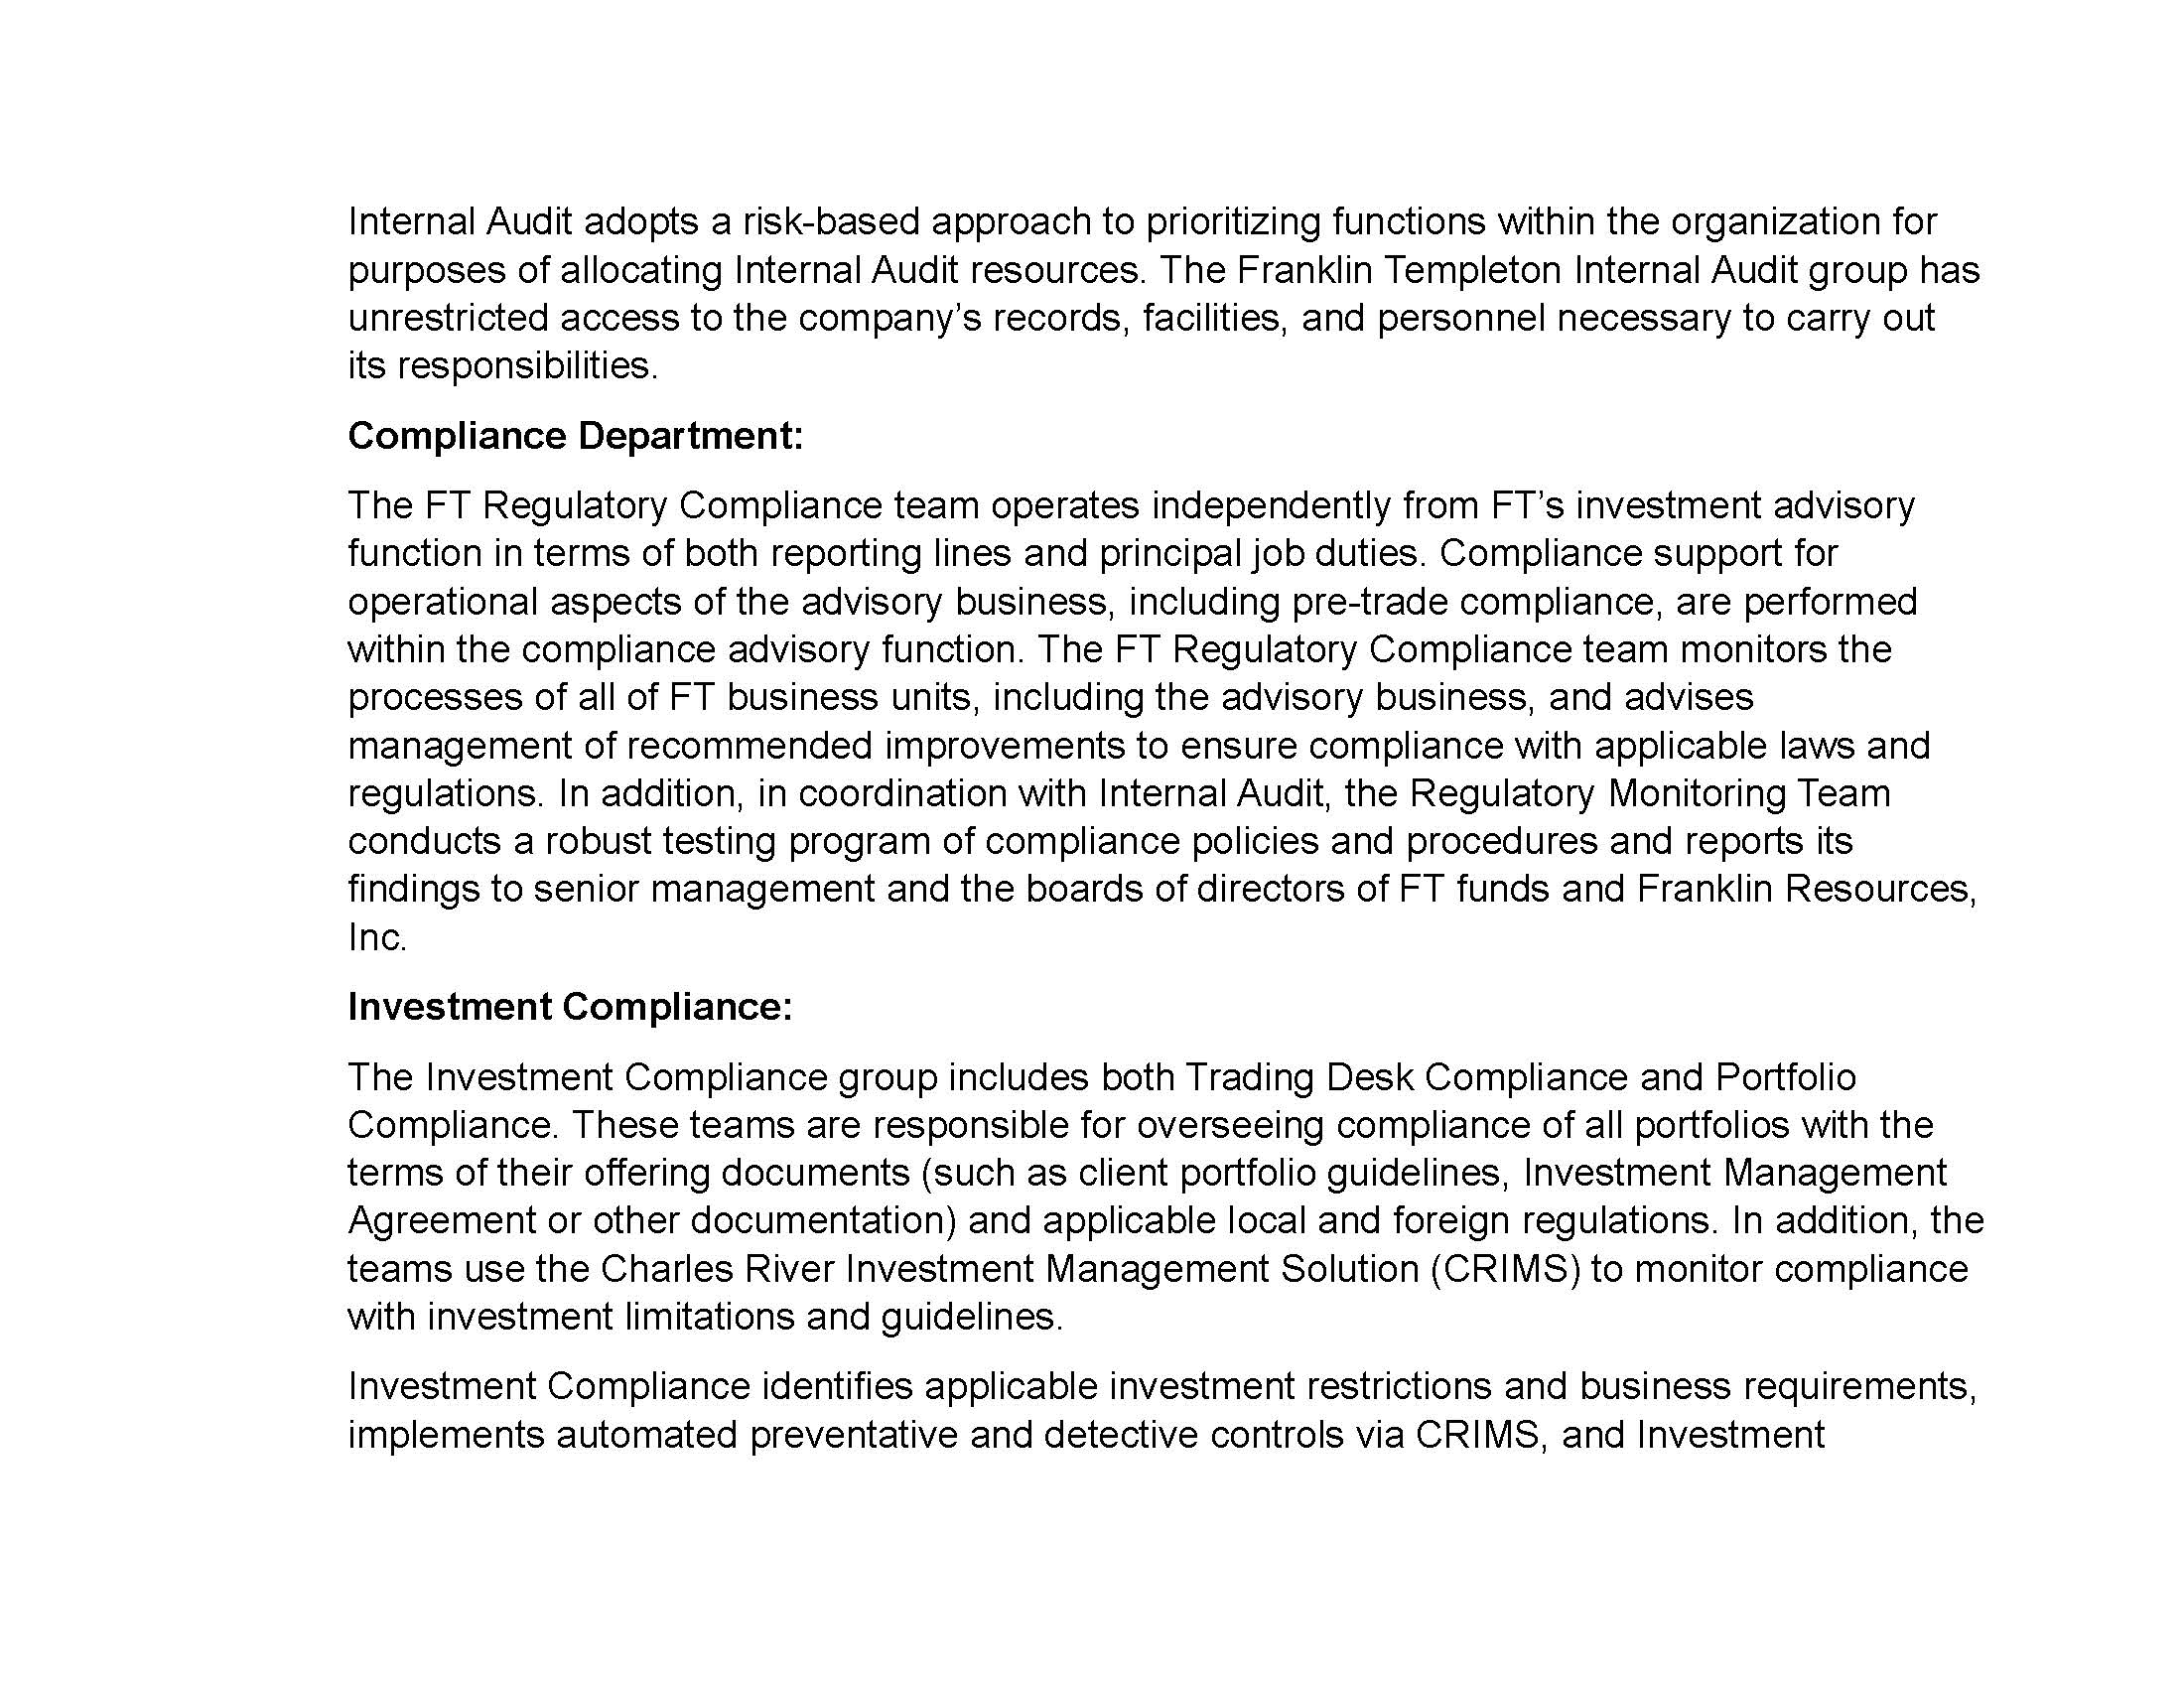 Internal Audit adopts a risk-based approach to prioritizing functions within the organization for
purposes of allocating Internal Audit resources. The Franklin Templeton Internal Audit group has
unrestricted access to the company’s records, facilities, and personnel necessary to carry out
its responsibilities.
Compliance Department:
The FT Regulatory Compliance team operates independently from FT’s investment advisory
function in terms of both reporting lines and principal job duties. Compliance support for
operational aspects of the advisory business, including pre-trade compliance, are performed
within the compliance advisory function. The FT Regulatory Compliance team monitors the
processes of all of FT business units, including the advisory business, and advises
management of recommended improvements to ensure compliance with applicable laws and
regulations. In addition, in coordination with Internal Audit, the Regulatory Monitoring Team
conducts a robust testing program of compliance policies and procedures and reports its
findings to senior management and the boards of directors of FT funds and Franklin Resources,
Inc.
Investment Compliance:
The Investment Compliance group includes both Trading Desk Compliance and Portfolio
Compliance. These teams are responsible for overseeing compliance of all portfolios with the
terms of their offering documents (such as client portfolio guidelines, Investment Management
Agreement or other documentation) and applicable local and foreign regulations. In addition, the
teams use the Charles River Investment Management Solution (CRIMS) to monitor compliance
with investment limitations and guidelines.
Investment Compliance identifies applicable investment restrictions and business requirements,
implements automated preventative and detective controls via CRIMS, and Investment